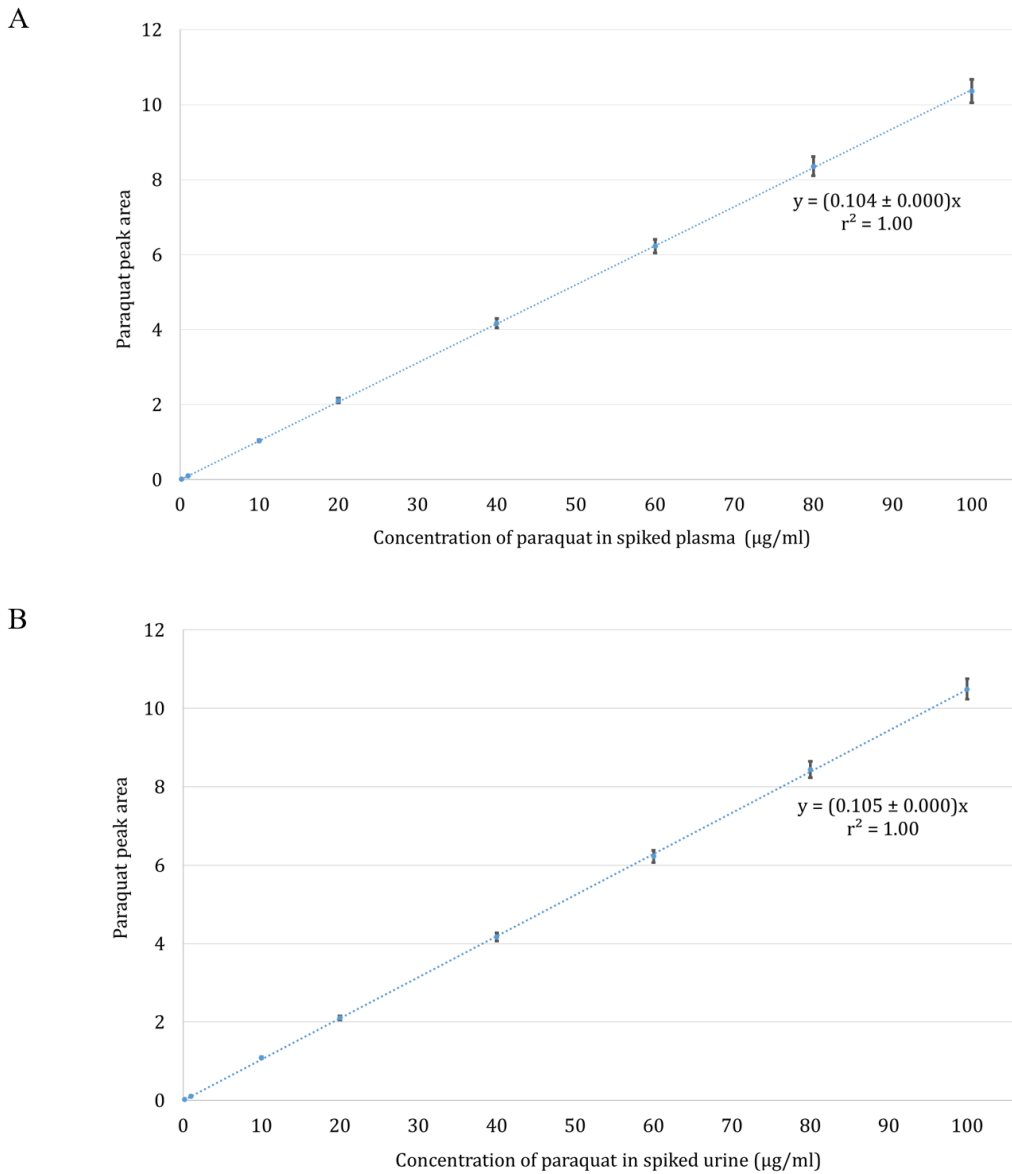 A
12
10
8
6
4
2
0
Paraquat peak area
y = (0.104 ± 0.000)x
r² = 1.00
0 10 20 30 40 50 60 70 80 90 100
Concentration of paraquat in spiked plasma (µg/ml)
B
12
10
8
6
4
2
0
Paraquat peak area
y = (0.105 ± 0.000)x
r² = 1.00
0 10 20 30 40 50 60 70 80 90 100
Concentration of paraquat in spiked urine (µg/ml)